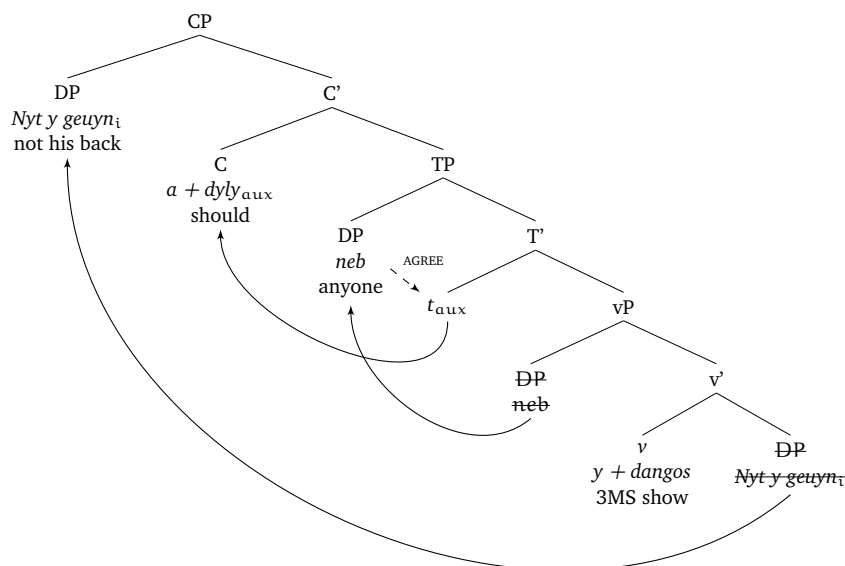 CP
DP
Nyt y geuyn_i
not his back
C'
C
a + dyly_aux
should
TP
DP
neb
anyone
AGREE
T'
t_aux
vP
DP
neb
v'
v
y + dangos
3MS show
DP
Nyt y geuyn_i